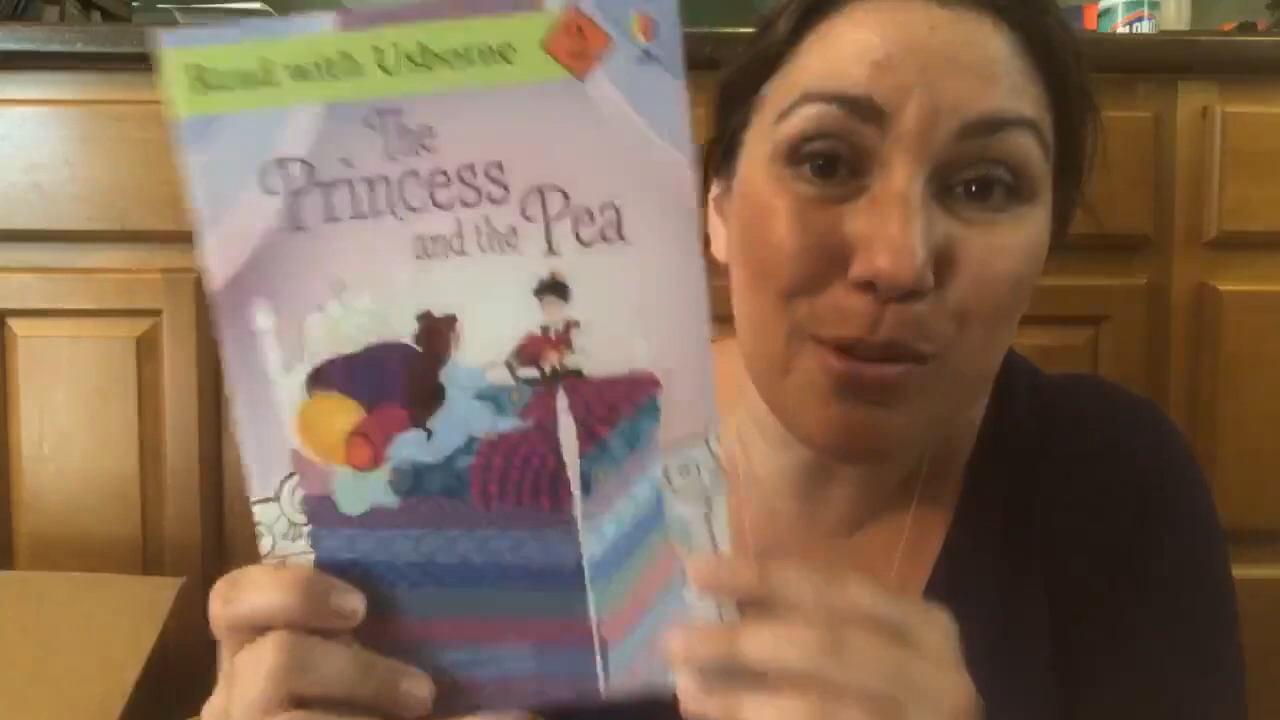 Read with Usborne
The
Princess
and the Pea